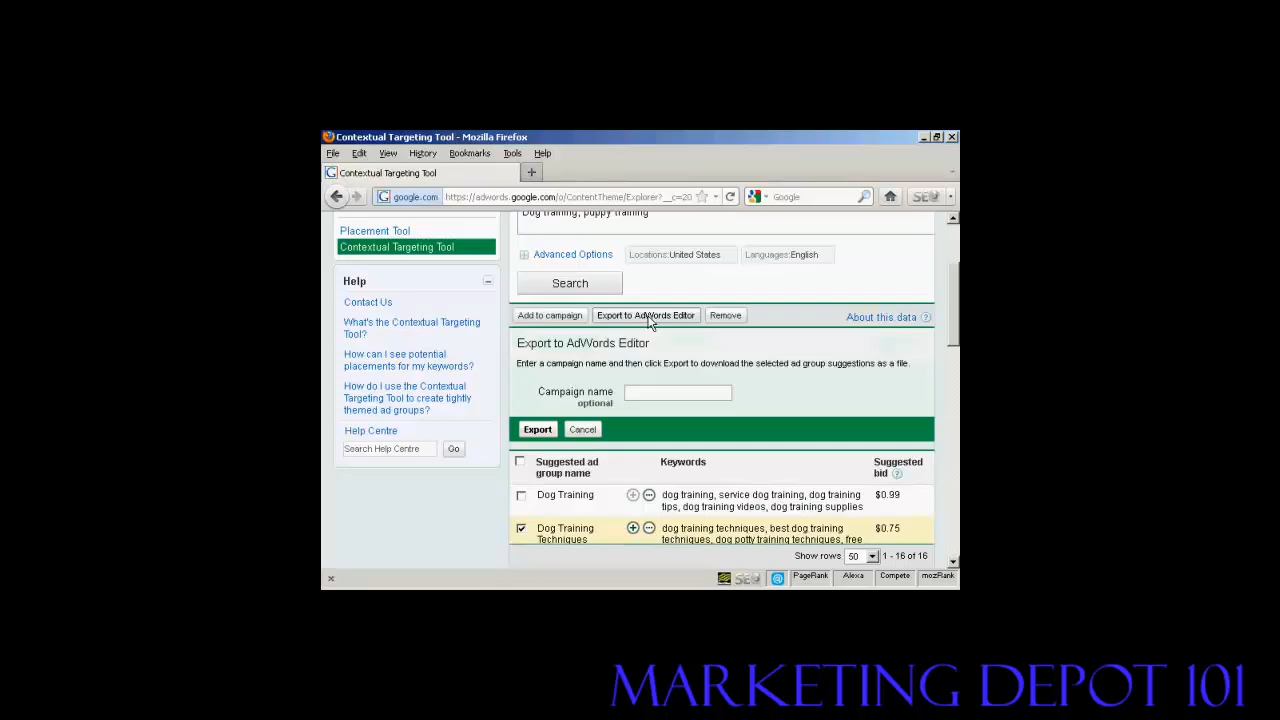 Contextual Targeting Tool - Mozilla Firefox
File Edit View History Bookmarks Tools Help
Contextual Targeting Tool
google.com https://adwords.google.com/o/ContentTheme/Explorer?__c=20 Google SEO
Placement Tool
Contextual Targeting Tool
Help
Contact Us
What's the Contextual Targeting
Tool?
How can I see potential
placements for my keywords?
How do I use the Contextual
Targeting Tool to create tightly
themed ad groups?
Help Centre
Search Help Centre Go
Dog training, puppy training
Advanced Options Locations:United States Languages:English
Search
Add to campaign Export to AdWords Editor Remove About this data ?
Export to AdWords Editor
Enter a campaign name and then click Export to download the selected ad group suggestions as a file.
Campaign name
optional
Export Cancel
Suggested ad
group name
Keywords
Suggested
bid ?
Dog Training
dog training, service dog training, dog training
tips, dog training videos, dog training supplies
$0.99
Dog Training
Techniques
dog training techniques, best dog training
techniques, dog potty training techniques, free
$0.75
Show rows 50 1 - 16 of 16
SEO @ PageRank Alexa Compete mozRank
MARKETING DEPOT 101